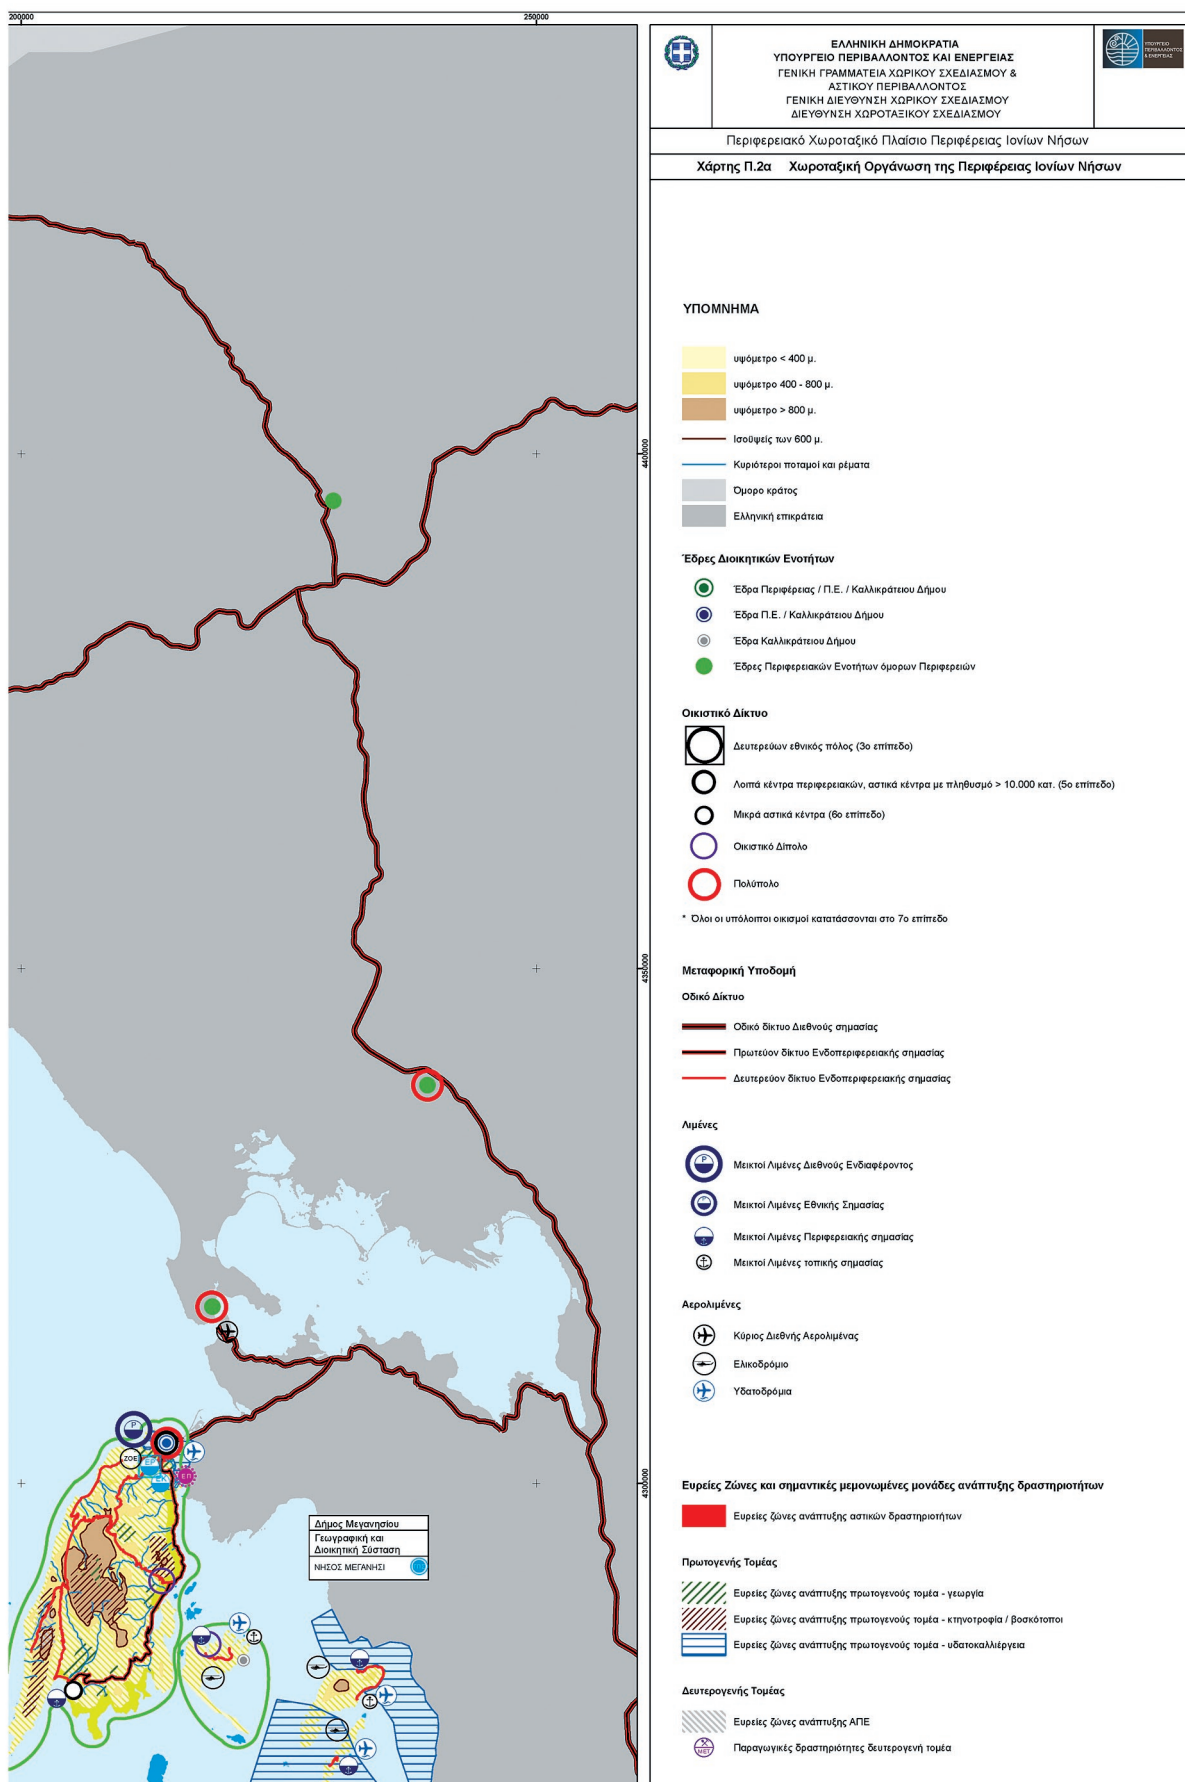 200000
250000
ΕΛΛΗΝΙΚΗ ΔΗΜΟΚΡΑΤΙΑ
ΥΠΟΥΡΓΕΙΟ ΠΕΡΙΒΑΛΛΟΝΤΟΣ ΚΑΙ ΕΝΕΡΓΕΙΑΣ
ΓΕΝΙΚΗ ΓΡΑΜΜΑΤΕΙΑ ΧΩΡΙΚΟΥ ΣΧΕΔΙΑΣΜΟΥ &
ΑΣΤΙΚΟΥ ΠΕΡΙΒΑΛΛΟΝΤΟΣ
ΓΕΝΙΚΗ ΔΙΕΥΘΥΝΣΗ ΧΩΡΙΚΟΥ ΣΧΕΔΙΑΣΜΟΥ
ΔΙΕΥΘΥΝΣΗ ΧΩΡΟΤΑΞΙΚΟΥ ΣΧΕΔΙΑΣΜΟΥ
ΥΠΟΥΡΓΕΙΟ
ΠΕΡΙΒΑΛΛΟΝΤΟΣ
& ΕΝΕΡΓΕΙΑΣ
Περιφερειακό Χωροταξικό Πλαίσιο Περιφέρειας Ιονίων Νήσων
Χάρτης Π.2α Χωροταξική Οργάνωση της Περιφέρειας Ιονίων Νήσων
ΥΠΟΜΝΗΜΑ
υψόμετρο < 400 μ.
υψόμετρο 400 - 800 μ.
υψόμετρο > 800 μ.
Ισοϋψείς των 600 μ.
Κυριότεροι ποταμοί και ρέματα
Όμορο κράτος
Ελληνική επικράτεια
Έδρες Διοικητικών Ενοτήτων
Έδρα Περιφέρειας / Π.Ε. / Καλλικράτειου Δήμου
Έδρα Π.Ε. / Καλλικράτειου Δήμου
Έδρα Καλλικράτειου Δήμου
Έδρες Περιφερειακών Ενοτήτων όμορων Περιφερειών
Οικιστικό Δίκτυο
Δευτερεύων εθνικός πόλος (3ο επίπεδο)
Λοιπά κέντρα περιφερειακών, αστικά κέντρα με πληθυσμό > 10.000 κατ. (5ο επίπεδο)
Μικρά αστικά κέντρα (6ο επίπεδο)
Οικιστικό Δίπολο
Πολύπολο
* Όλοι οι υπόλοιποι οικισμοί κατατάσσονται στο 7ο επίπεδο
Μεταφορική Υποδομή
Οδικό Δίκτυο
Οδικό δίκτυο Διεθνούς σημασίας
Πρωτεύον δίκτυο Ενδοπεριφερειακής σημασίας
Δευτερεύον δίκτυο Ενδοπεριφερειακής σημασίας
Λιμένες
P
Μεικτοί Λιμένες Διεθνούς Ενδιαφέροντος
P
Μεικτοί Λιμένες Εθνικής Σημασίας
Μεικτοί Λιμένες Περιφερειακής σημασίας
Μεικτοί Λιμένες τοπικής σημασίας
Αερολιμένες
Κύριος Διεθνής Αερολιμένας
Ελικοδρόμιο
Υδατοδρόμια
Ευρείες Ζώνες και σημαντικές μεμονωμένες μονάδες ανάπτυξης δραστηριοτήτων
Ευρείες ζώνες ανάπτυξης αστικών δραστηριοτήτων
Πρωτογενής Τομέας
Ευρείες ζώνες ανάπτυξης πρωτογενούς τομέα - γεωργία
Ευρείες ζώνες ανάπτυξης πρωτογενούς τομέα - κτηνοτροφία / βοσκότοποι
Ευρείες ζώνες ανάπτυξης πρωτογενούς τομέα - υδατοκαλλιέργεια
Δευτερογενής Τομέας
Ευρείες ζώνες ανάπτυξης ΑΠΕ
ΜΕΤ
Παραγωγικές δραστηριότητες δευτερογενή τομέα
4400000
4350000
4300000
P
ΖΟΕ
ΕΡ
ΕΚ
ΕΠ
Δήμος Μεγανησίου
Γεωγραφική και
Διοικητική Σύσταση
ΝΗΣΟΣ ΜΕΓΑΝΗΣΙ